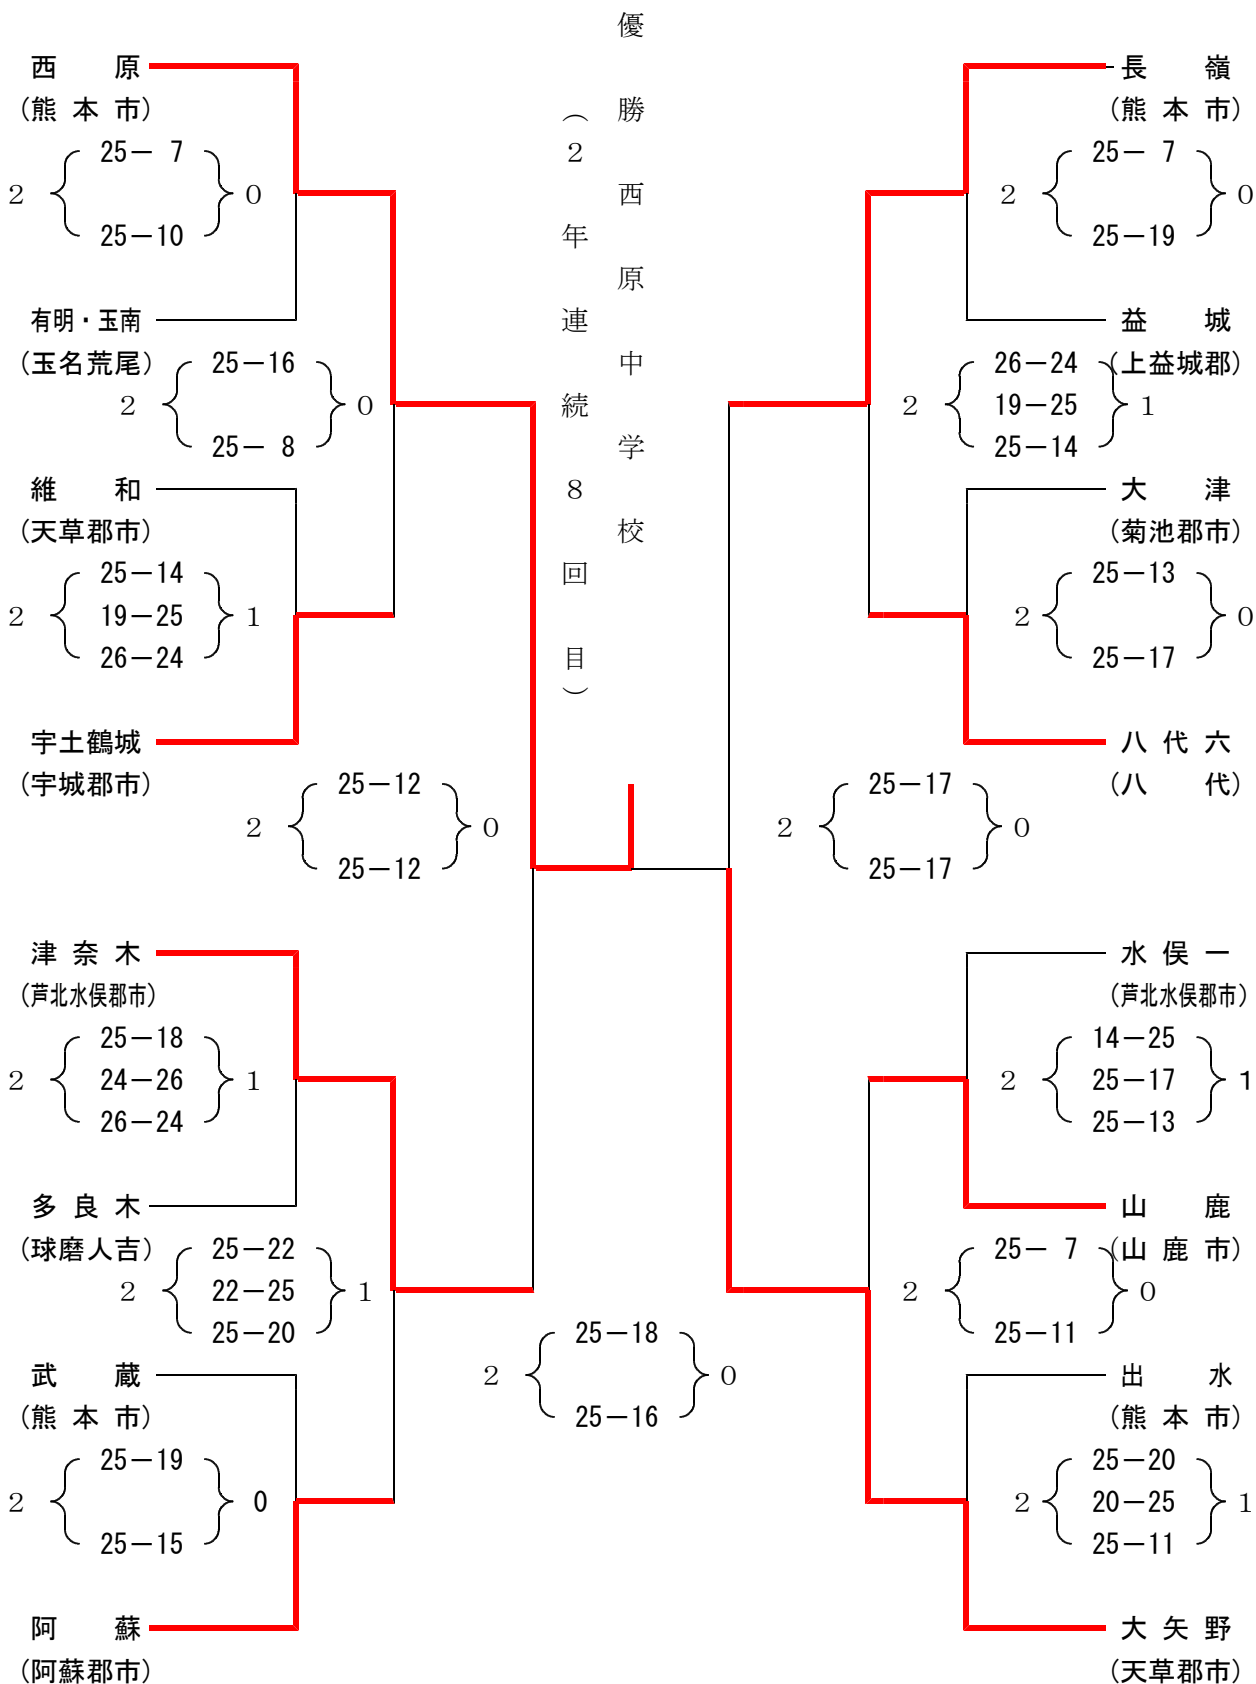 優勝 西原中学校
（２年連続８回目）
西 原
（熊 本 市）
2 25－ 7 0
25－10
有明・玉南
（玉名荒尾）
2 25－16 0
25－ 8
維 和
（天草郡市）
25－14
2 19－25 1
26－24
宇土鶴城
（宇城郡市）
2 25－12 0
25－12
津 奈 木
（芦北水俣郡市）
25－18
2 24－26 1
26－24
多 良 木
（球磨人吉）
25－22
2 22－25 1
25－20
武 蔵
（熊 本 市）
2 25－19 0
25－15
阿 蘇
（阿蘇郡市）
2 25－18 0
25－16
長 嶺
（熊 本 市）
2 25－ 7 0
25－19
益 城
（上益城郡）
26－24
2 19－25 1
25－14
大 津
（菊池郡市）
2 25－13 0
25－17
八 代 六
（八 代）
2 25－17 0
25－17
水 俣 一
（芦北水俣郡市）
14－25
2 25－17 1
25－13
山 鹿
（山 鹿 市）
2 25－ 7 0
25－11
出 水
（熊 本 市）
25－20
2 20－25 1
25－11
大 矢 野
（天草郡市）